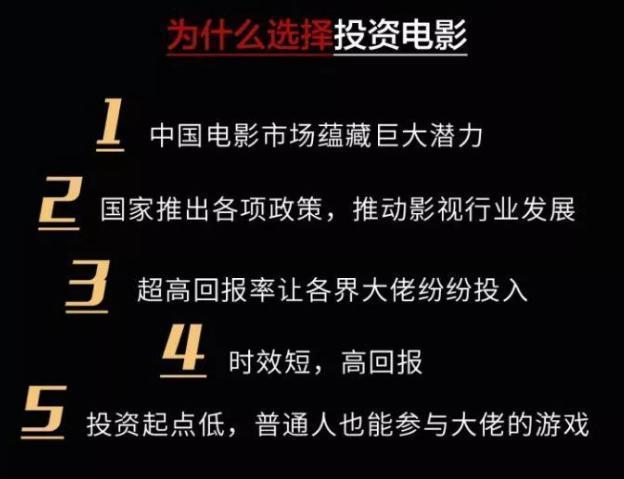 为什么选择投资电影
1 中国电影市场蕴藏巨大潜力
2 国家推出各项政策，推动影视行业发展
3 超高回报率让各界大佬纷纷投入
4 时效短，高回报
5 投资起点低，普通人也能参与大佬的游戏